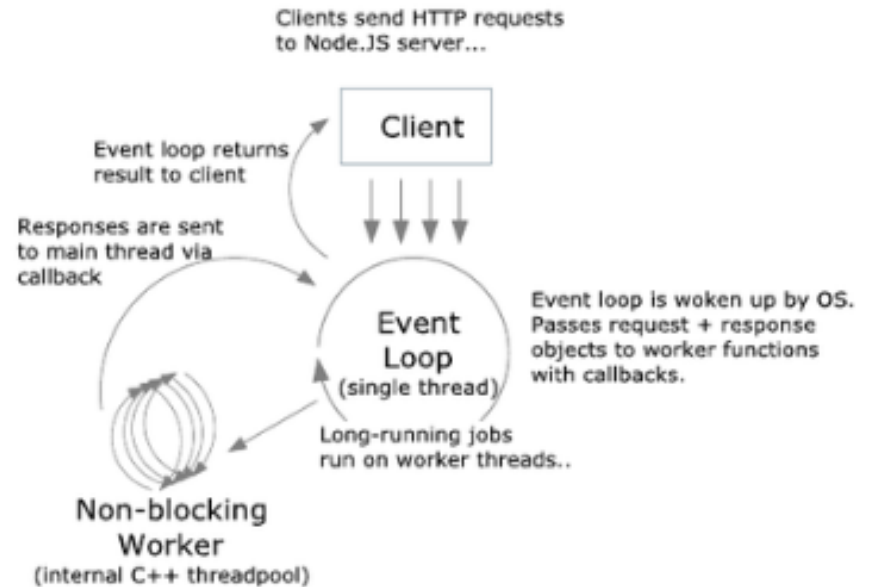 Clients send HTTP requests
to Node.JS server...
Client
Event loop returns
result to client
Responses are sent
to main thread via
callback
Event
Loop
(single thread)
Event loop is woken up by OS.
Passes request + response
objects to worker functions
with callbacks.
Long-running jobs
run on worker threads..
Non-blocking
Worker
(internal C++ threadpool)